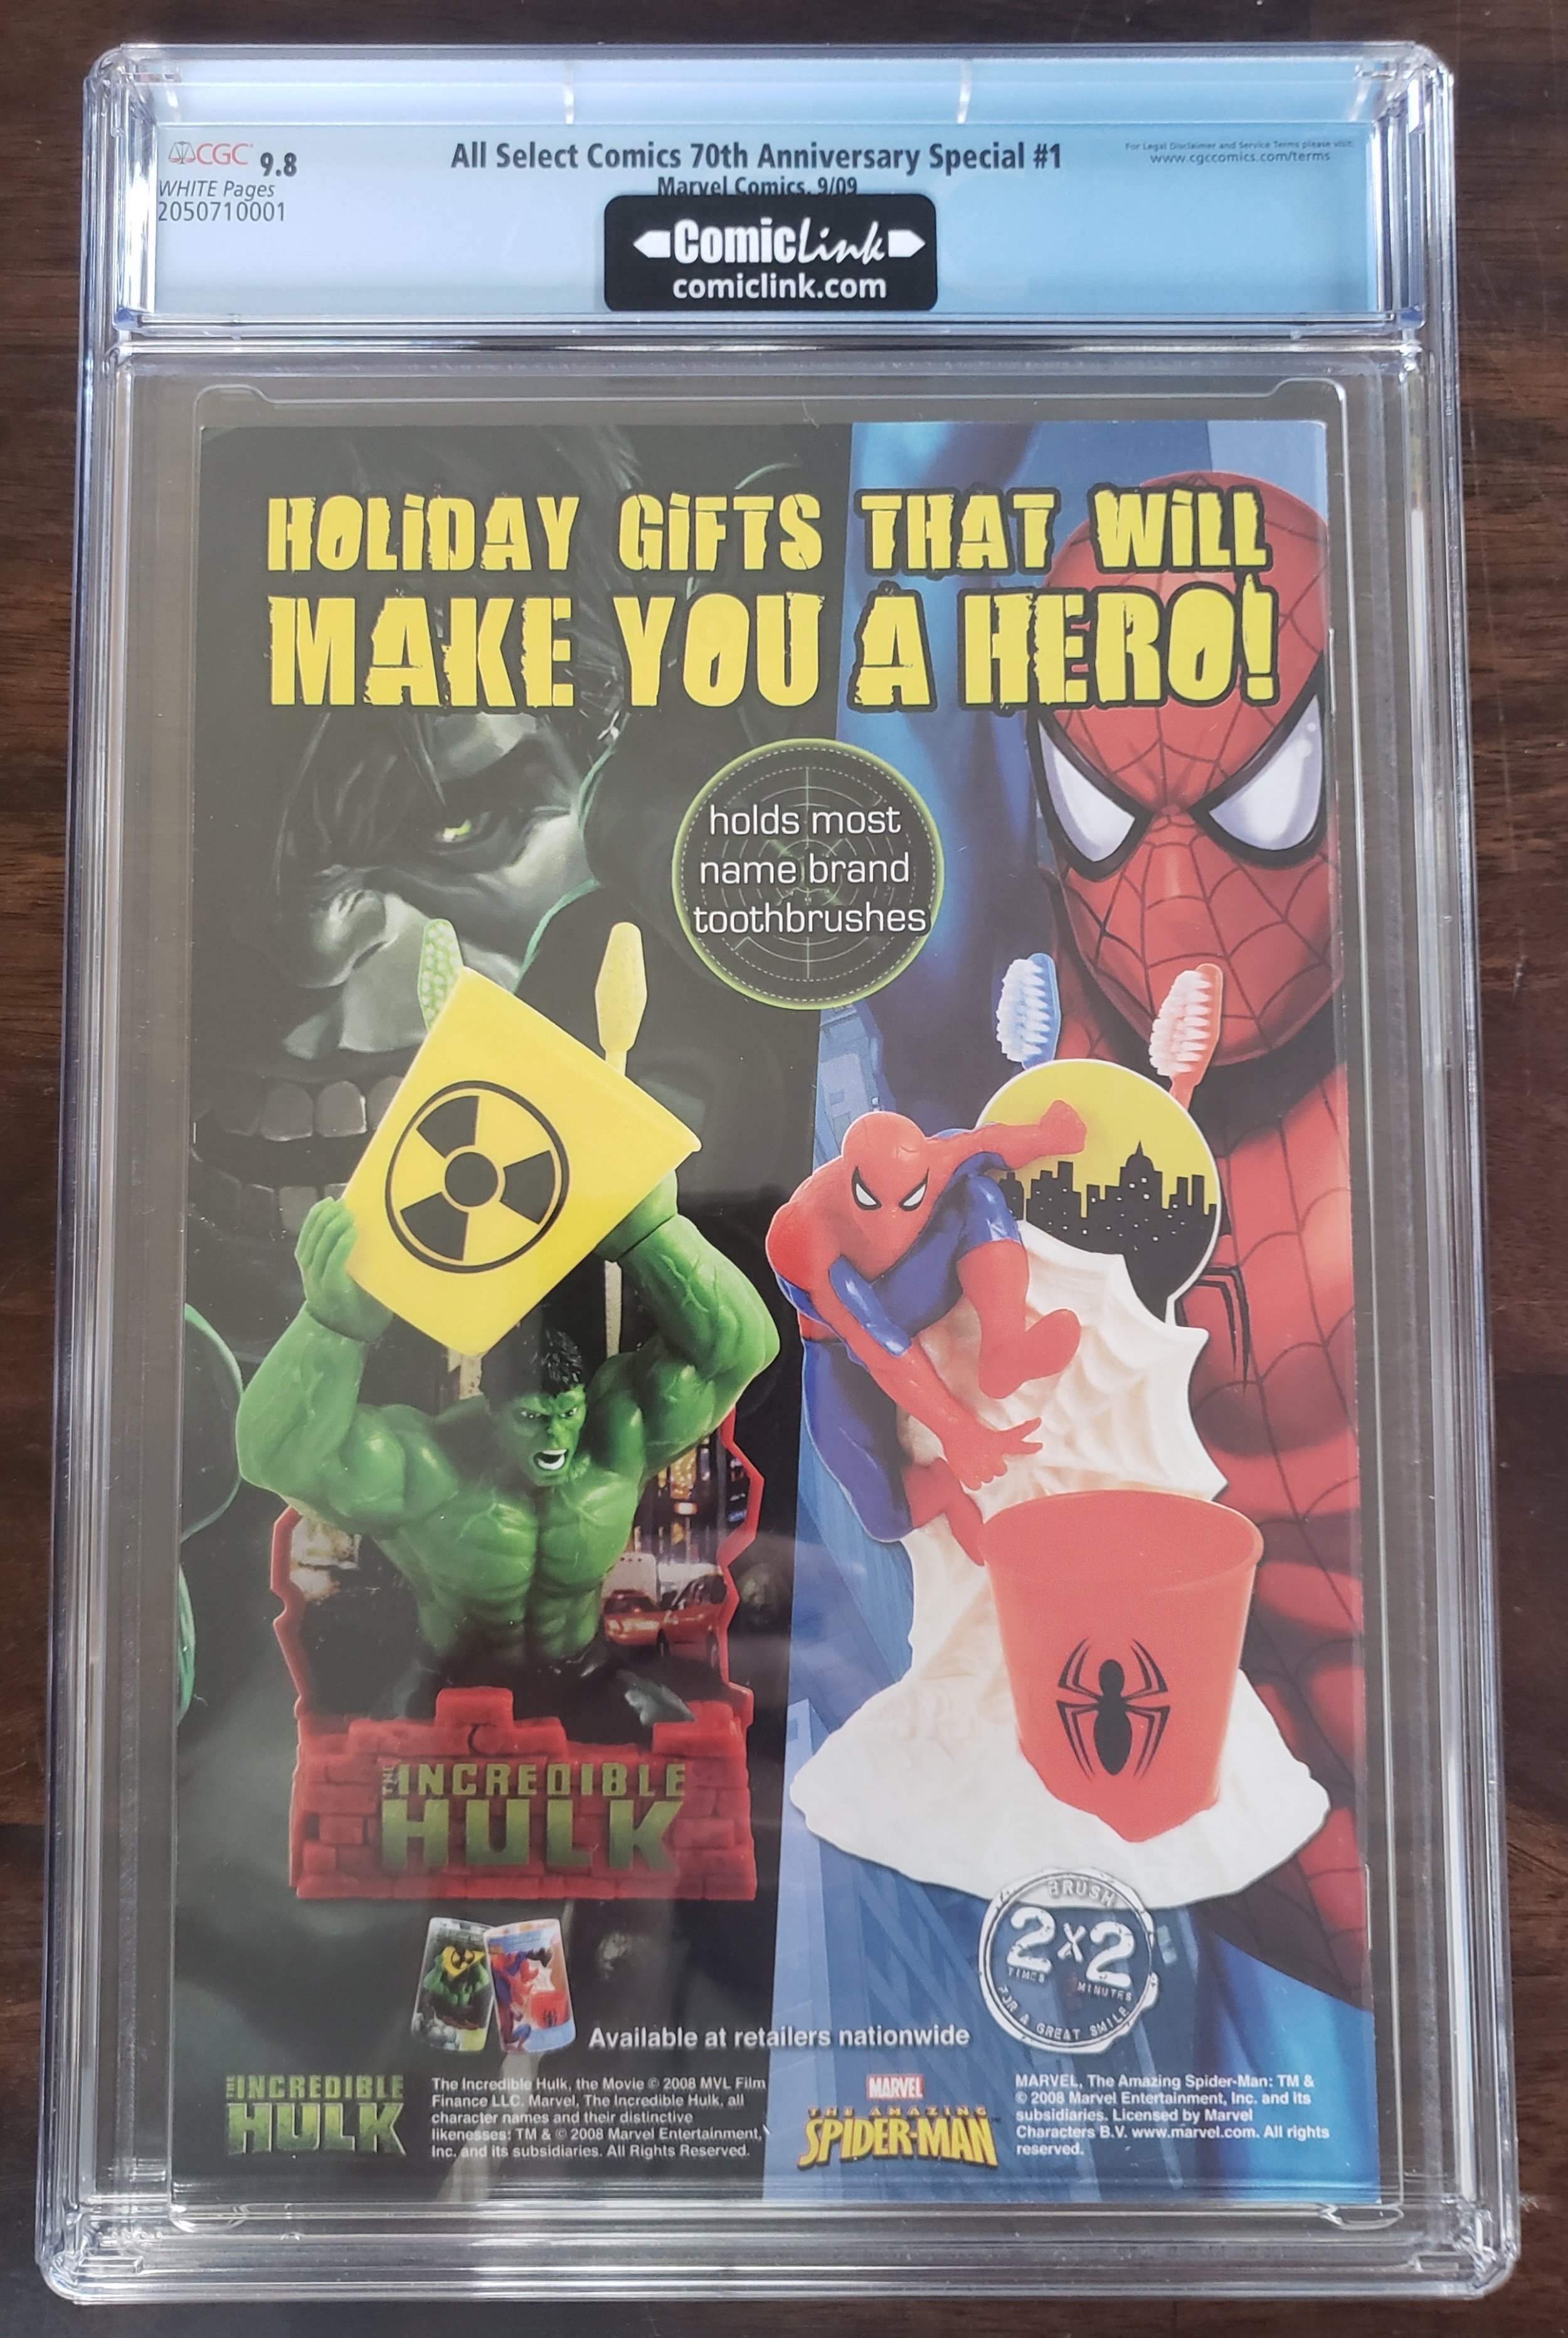 CGC 9.8
WHITE Pages
2050710001
All Select Comics 70th Anniversary Special #1
Marvel Comics, 9/09
For Legal Disclaimer and Service Terms please visit:
www.cgccomics.com/terms
ComicLink
comiclink.com
HOLiDAY GiFTS THAT WiLL
MAKE YOU A HERO!
holds most
name brand
toothbrushes
THE INCREDIBLE
HULK
BRUSH
2x2
TIMES MINUTES
FOR A GREAT SMILE
Available at retailers nationwide
THE INCREDIBLE
HULK
The Incredible Hulk, the Movie © 2008 MVL Film
Finance LLC. Marvel, The Incredible Hulk, all
character names and their distinctive
likenesses: TM & © 2008 Marvel Entertainment,
Inc. and its subsidiaries. All Rights Reserved.
MARVEL
THE AMAZING
SPIDER-MAN
MARVEL, The Amazing Spider-Man: TM &
© 2008 Marvel Entertainment, Inc. and its
subsidiaries. Licensed by Marvel
Characters B.V. www.marvel.com. All rights
reserved.